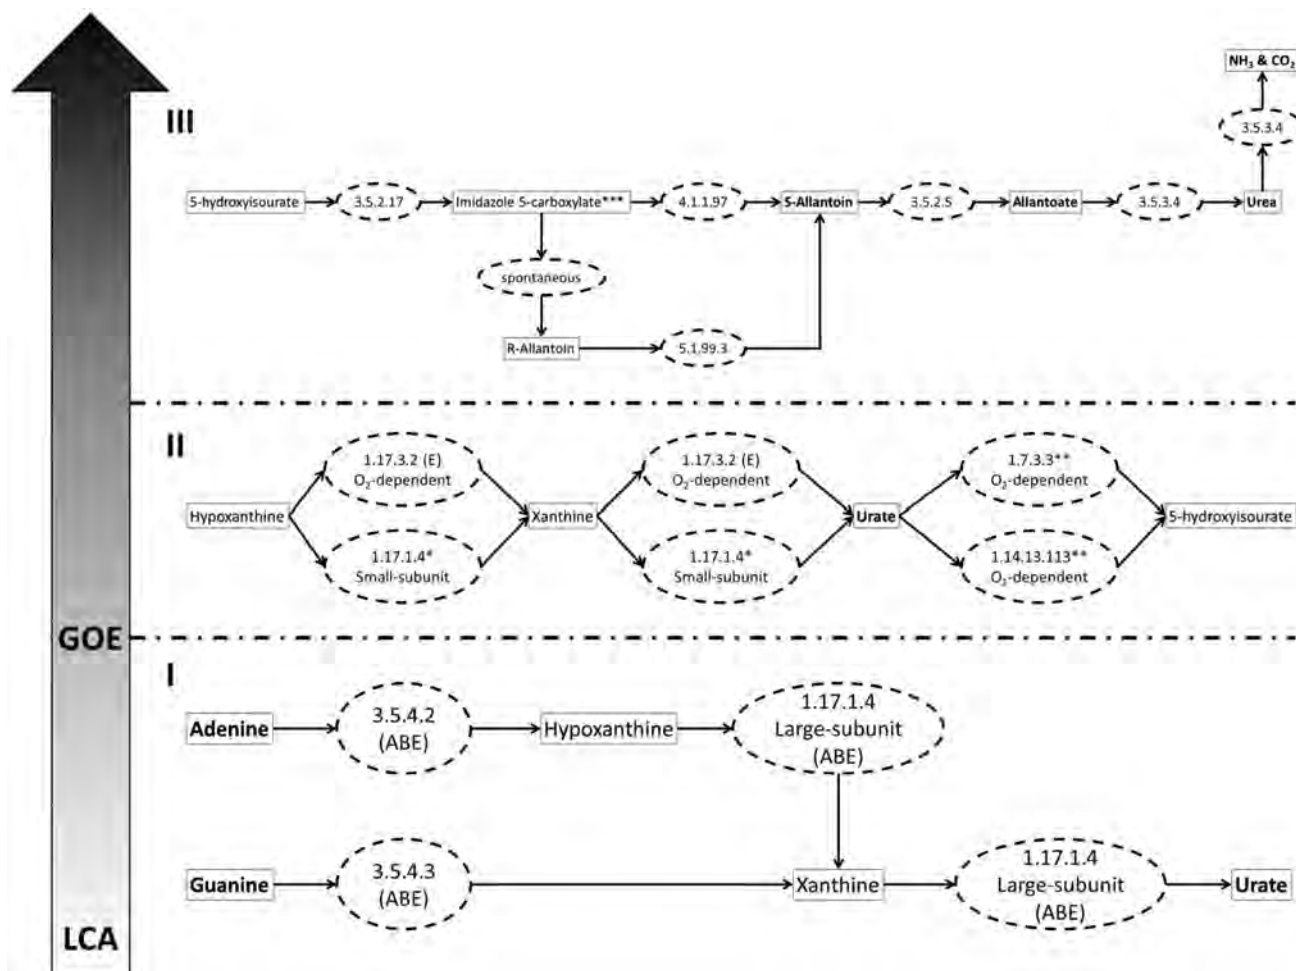 NH₃ & CO₂
III
3.5.3.4
5-hydroxyisourate
3.5.2.17
Imidazole 5-carboxylate***
4.1.1.97
S-Allantoin
3.5.2.5
Allantoate
3.5.3.4
Urea
spontaneous
R-Allantoin
5.1.99.3
II
1.17.3.2 (E)
O₂-dependent
1.17.3.2 (E)
O₂-dependent
1.7.3.3**
O₂-dependent
Hypoxanthine
Xanthine
Urate
5-hydroxyisourate
1.17.1.4*
Small-subunit
1.17.1.4*
Small-subunit
1.14.13.113**
O₂-dependent
GOE
I
Adenine
3.5.4.2
(ABE)
Hypoxanthine
1.17.1.4
Large-subunit
(ABE)
Guanine
3.5.4.3
(ABE)
Xanthine
1.17.1.4
Large-subunit
(ABE)
Urate
LCA